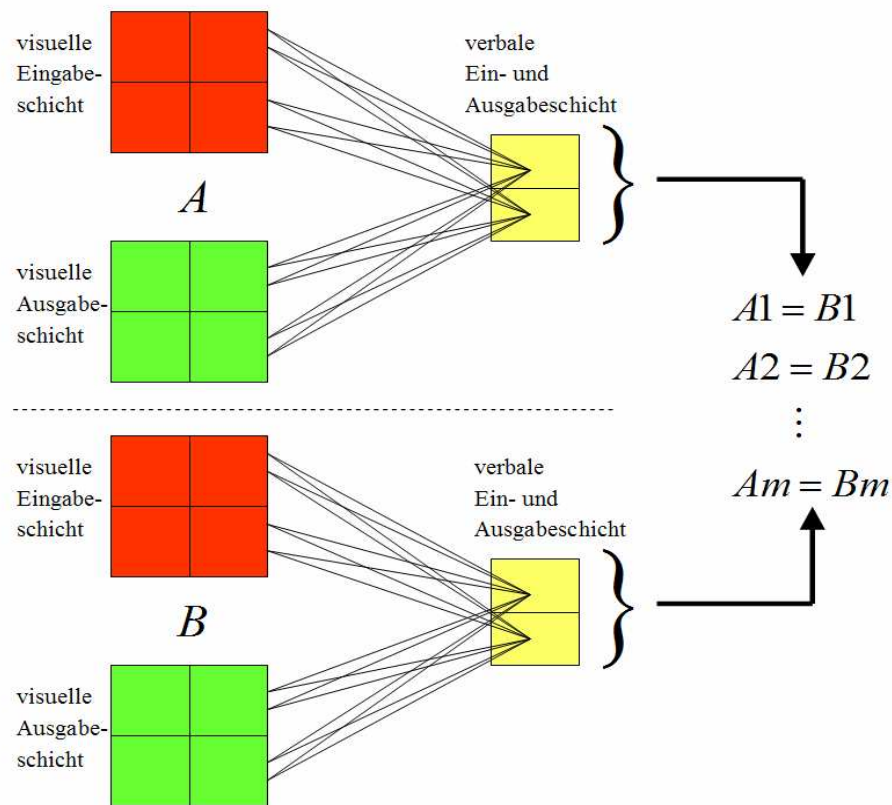 visuelle
Eingabe-
schicht
verbale
Ein- und
Ausgabeschicht
A
visuelle
Ausgabe-
schicht
A1 = B1
A2 = B2
⋮
Am = Bm
visuelle
Eingabe-
schicht
verbale
Ein- und
Ausgabeschicht
B
visuelle
Ausgabe-
schicht